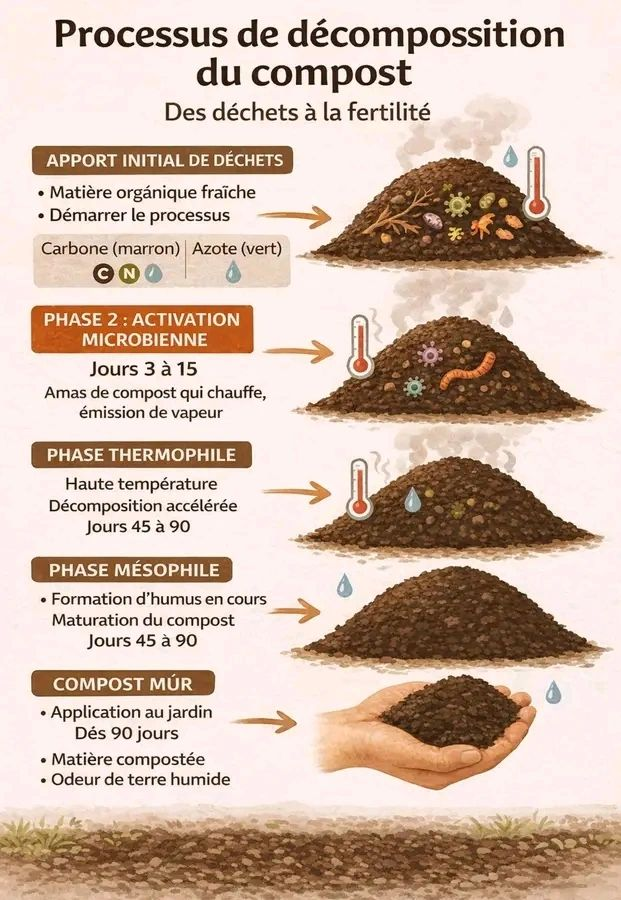 Processus de décompossition
du compost
Des déchets à la fertilité
APPORT INITIAL DE DÉCHETS
• Matière orgánique fraîche
• Démarrer le processus
Carbone (marron) | Azote (vert)
C N
PHASE 2 : ACTIVATION
MICROBIENNE
Jours 3 à 15
Amas de compost qui chauffe,
émission de vapeur
PHASE THERMOPHILE
Haute température
Décomposition accélérée
Jours 45 à 90
PHASE MÉSOPHILE
• Formation d’humus en cours
Maturation du compost
Jours 45 à 90
COMPOST MÚR
• Application au jardin
Dés 90 jours
• Matière compostée
• Odeur de terre humide